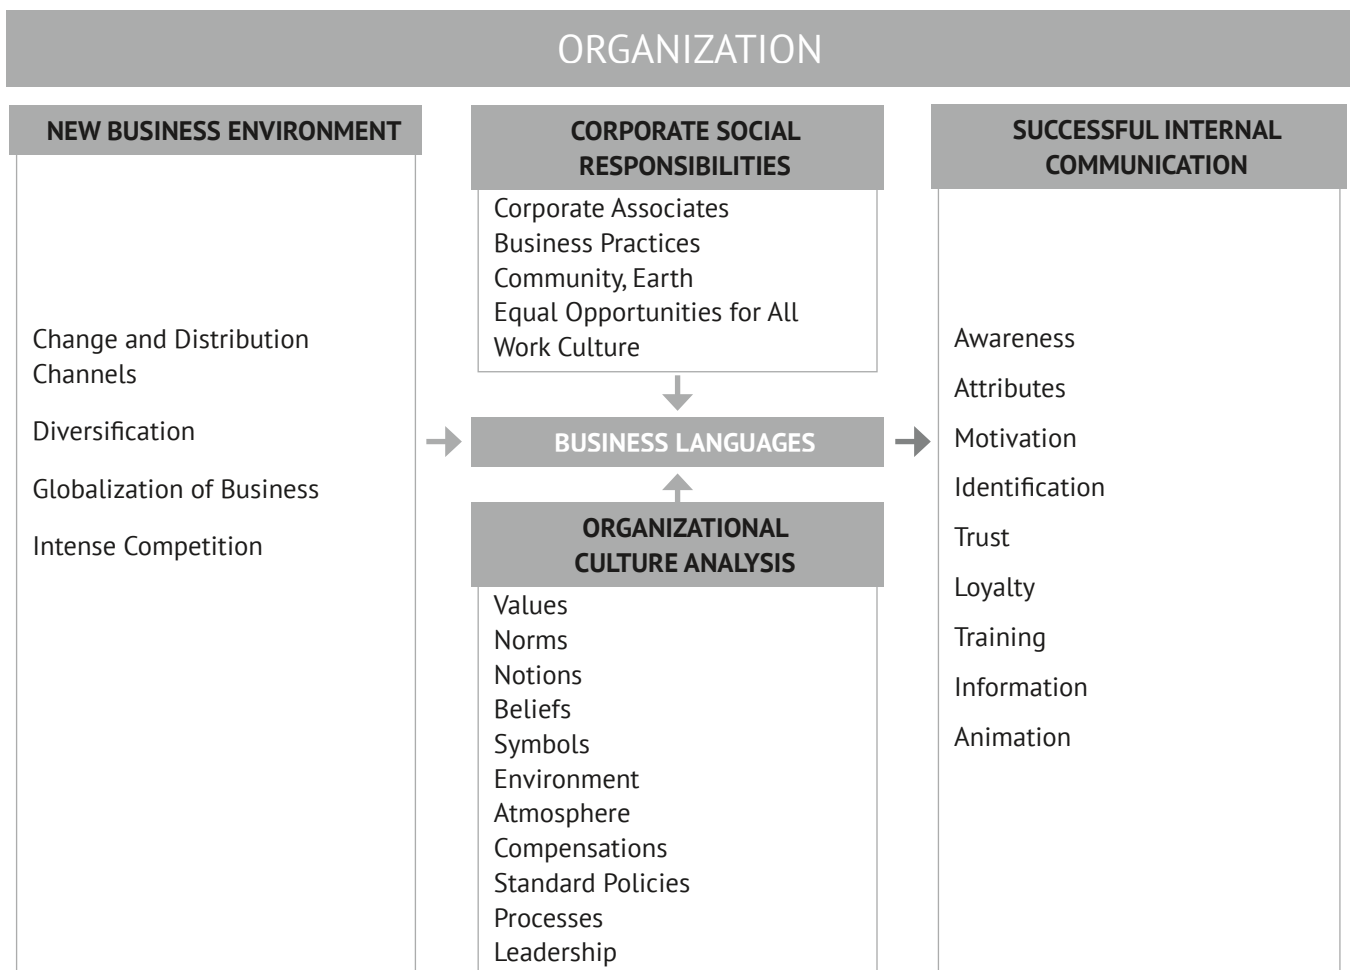 ORGANIZATION
NEW BUSINESS ENVIRONMENT
Change and Distribution
Channels
Diversification
Globalization of Business
Intense Competition
CORPORATE SOCIAL
RESPONSIBILITIES
Corporate Associates
Business Practices
Community, Earth
Equal Opportunities for All
Work Culture
BUSINESS LANGUAGES
ORGANIZATIONAL
CULTURE ANALYSIS
Values
Norms
Notions
Beliefs
Symbols
Environment
Atmosphere
Compensations
Standard Policies
Processes
Leadership
SUCCESSFUL INTERNAL
COMMUNICATION
Awareness
Attributes
Motivation
Identification
Trust
Loyalty
Training
Information
Animation